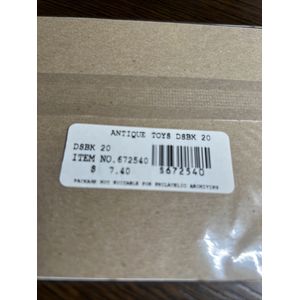 ANTIQUE TOYS DSBK 20
DSBK 20
ITEM NO.672540
$ 7.40
$672540
PACKAGE NOT SUITABLE FOR PHILATELIC ARCHIVING